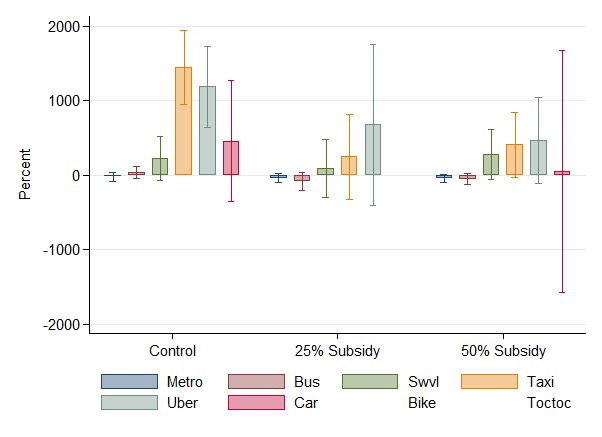 2000
1000
0
-1000
-2000
Percent
Control 25% Subsidy 50% Subsidy
Metro Bus Swvl Taxi
Uber Car Bike Toctoc